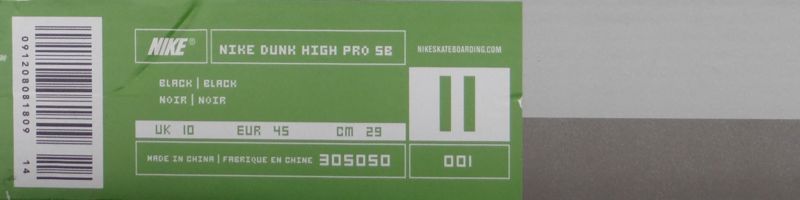 091208081809
14
NIKE®
NIKE DUNK HIGH PRO SB
NIKESKATEBOARDING.COM
BLACK | BLACK
NOIR | NOIR
11
UK 10 EUR 45 CM 29
MADE IN CHINA | FABRIQUE EN CHINE 305050
001